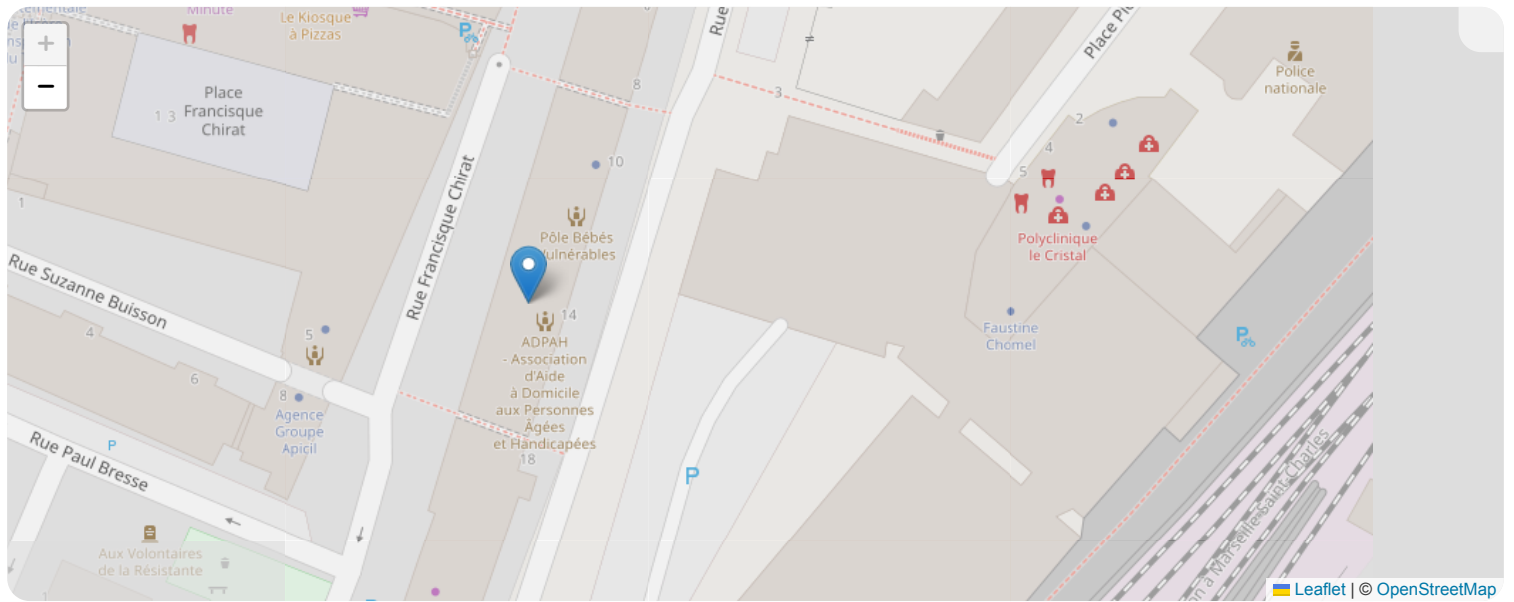 Minute
Le Kiosque
à Pizzas
Rue
Place
+
−
Place
Francisque
Chirat
1 3
8
3
10
2
4
5
Police
nationale
Rue Francisque Chirat
Pôle Bébés
Vulnérables
Polyclinique
le Cristal
1
Rue Suzanne Buisson
14
ADPAH
- Association
d'Aide
à Domicile
aux Personnes
Âgées
et Handicapées
18
Faustine
Chomel
4
5
6
8
Agence
Groupe
Apicil
P
P
Rue Paul Bresse
Aux Volontaires
de la Résistante
1
on à Marseille-Saint-Charles
Leaflet | © OpenStreetMap